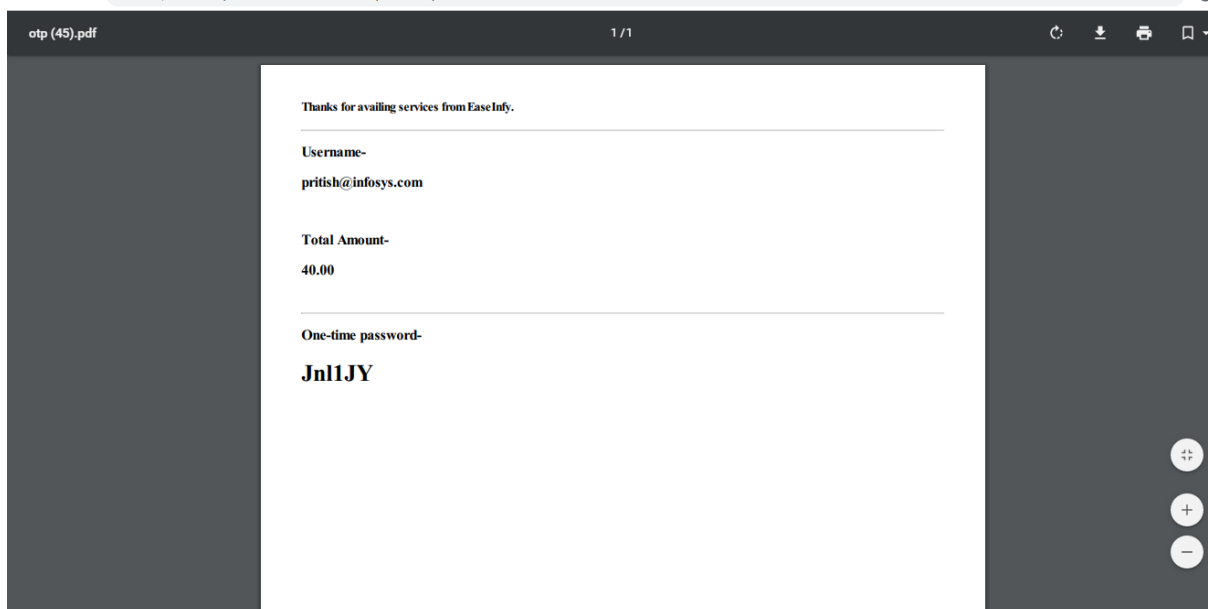 otp (45).pdf
1 / 1
Thanks for availing services from EaseInfy.
Username-
pritish@infosys.com
Total Amount-
40.00
One-time password-
Jnl1JY